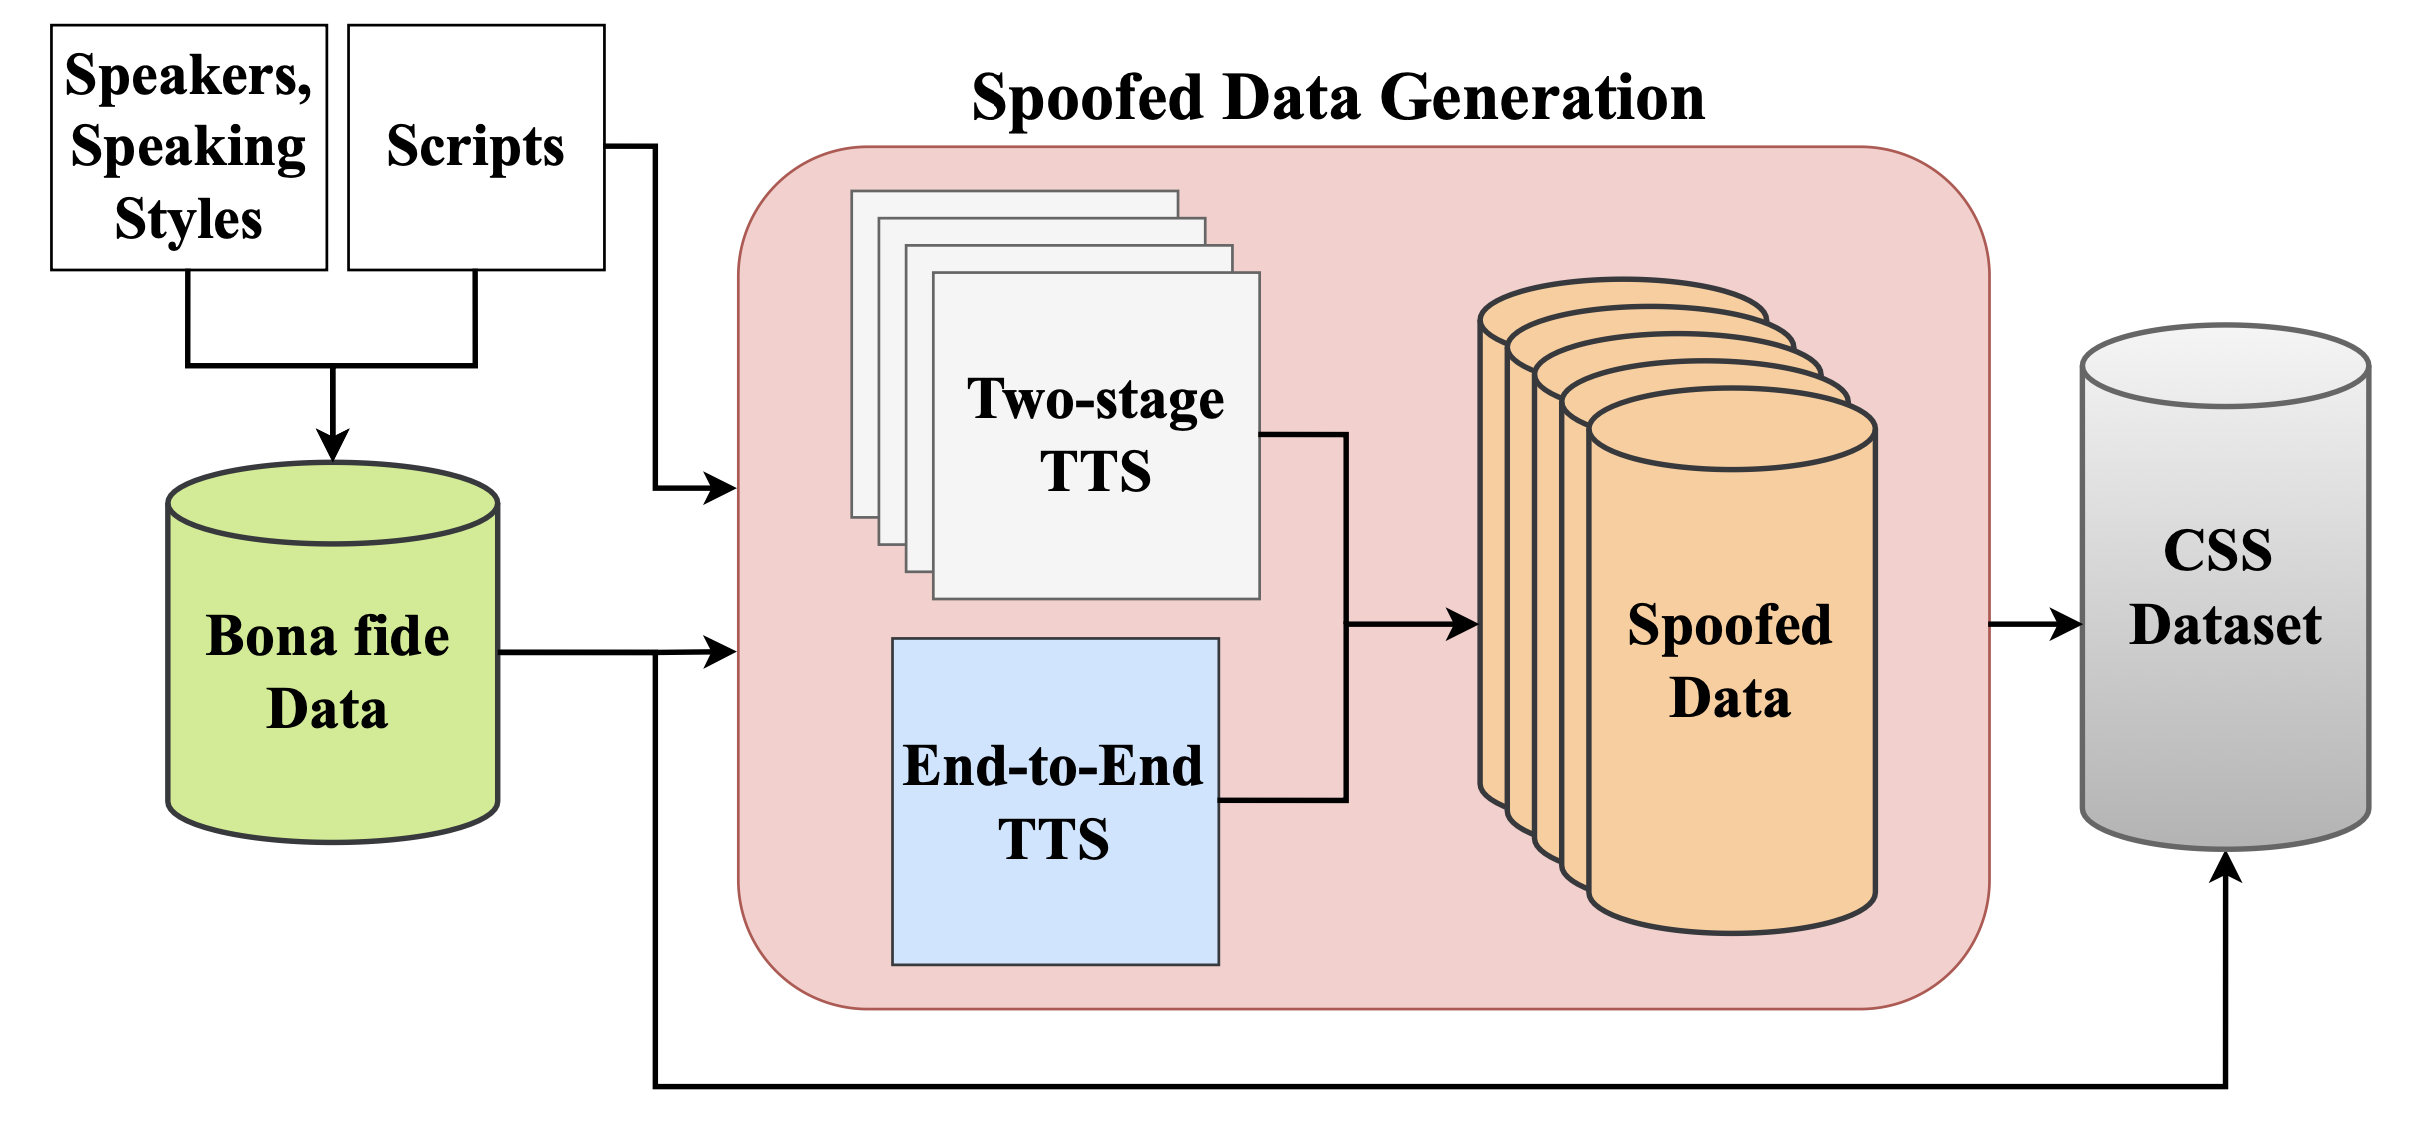 Speakers,
Speaking
Styles
Scripts
Spoofed Data Generation
Two-stage
TTS
End-to-End
TTS
Bona fide
Data
Spoofed
Data
CSS
Dataset